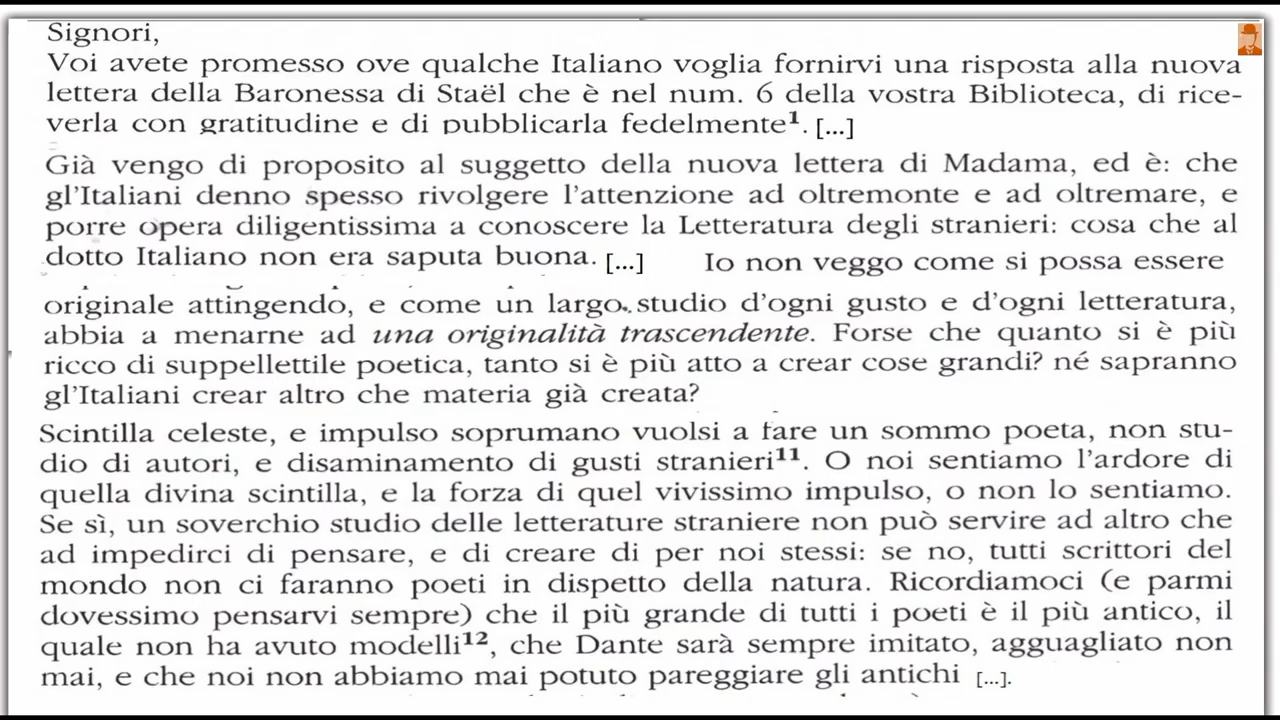 Signori,
Voi avete promesso ove qualche Italiano voglia fornirvi una risposta alla nuova
lettera della Baronessa di Staël che è nel num. 6 della vostra Biblioteca, di rice-
verla con gratitudine e di pubblicarla fedelmente¹. [...]
Già vengo di proposito al suggetto della nuova lettera di Madama, ed è: che
gl'Italiani denno spesso rivolgere l'attenzione ad oltremonte e ad oltremare, e
porre opera diligentissima a conoscere la Letteratura degli stranieri: cosa che al
dotto Italiano non era saputa buona. [...] Io non veggo come si possa essere
originale attingendo, e come un largo studio d'ogni gusto e d'ogni letteratura,
abbia a menarne ad una originalità trascendente. Forse che quanto si è più
ricco di suppellettile poetica, tanto si è più atto a crear cose grandi? né sapranno
gl'Italiani crear altro che materia già creata?
Scintilla celeste, e impulso soprumano vuolsi a fare un sommo poeta, non stu-
dio di autori, e disaminamento di gusti stranieri¹¹. O noi sentiamo l'ardore di
quella divina scintilla, e la forza di quel vivissimo impulso, o non lo sentiamo.
Se sì, un soverchio studio delle letterature straniere non può servire ad altro che
ad impedirci di pensare, e di creare di per noi stessi: se no, tutti scrittori del
mondo non ci faranno poeti in dispetto della natura. Ricordiamoci (e parmi
dovessimo pensarvi sempre) che il più grande di tutti i poeti è il più antico, il
quale non ha avuto modelli¹², che Dante sarà sempre imitato, agguagliato non
mai, e che noi non abbiamo mai potuto pareggiare gli antichi [...].